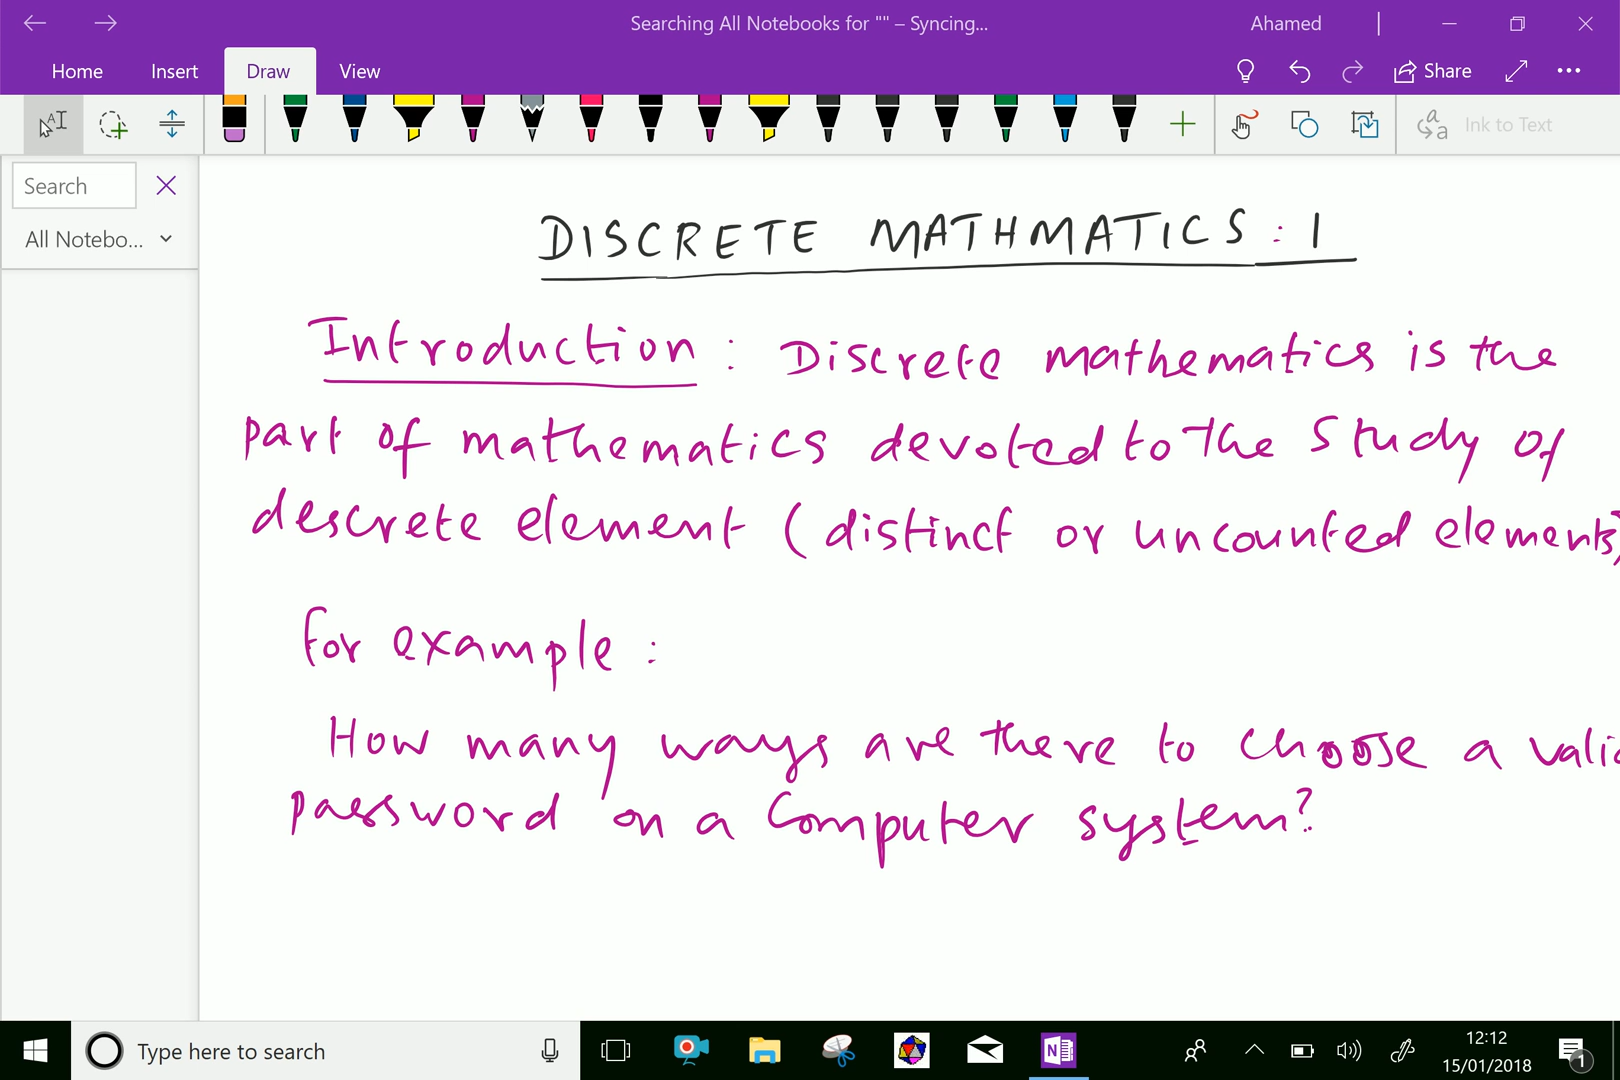 Searching All Notebooks for "" – Syncing...
Ahamed
Home Insert Draw View
Share
Ink to Text
Search
All Notebo...
DISCRETE MATHMATICS : 1
Introduction : Discrete mathematics is the
part of mathematics devoted to the study of
descrete element (distinct or uncounted elements)
for example :
How many ways are there to choose a valid
password on a computer system?
Type here to search
12:12
15/01/2018
1